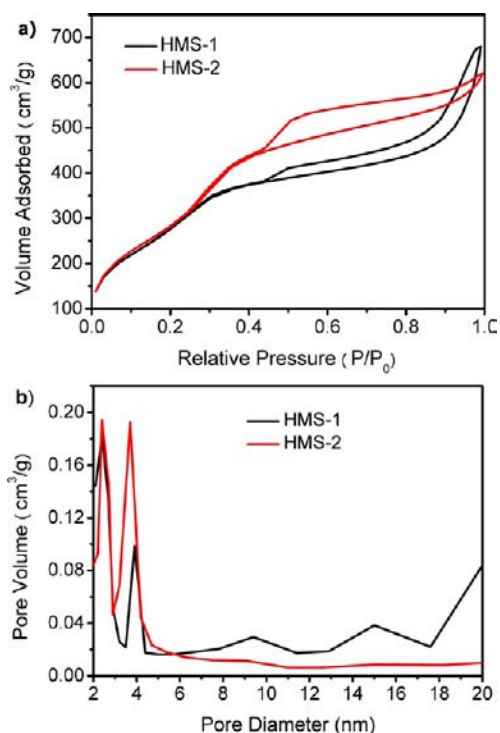 a)
HMS-1
HMS-2
Volume Adsorbed ( cm³/g)
700
600
500
400
300
200
100
0.0 0.2 0.4 0.6 0.8 1.0
Relative Pressure ( P/P₀)
b)
HMS-1
HMS-2
Pore Volume ( cm³/g)
0.20
0.16
0.12
0.08
0.04
0.00
2 4 6 8 10 12 14 16 18 20
Pore Diameter (nm)